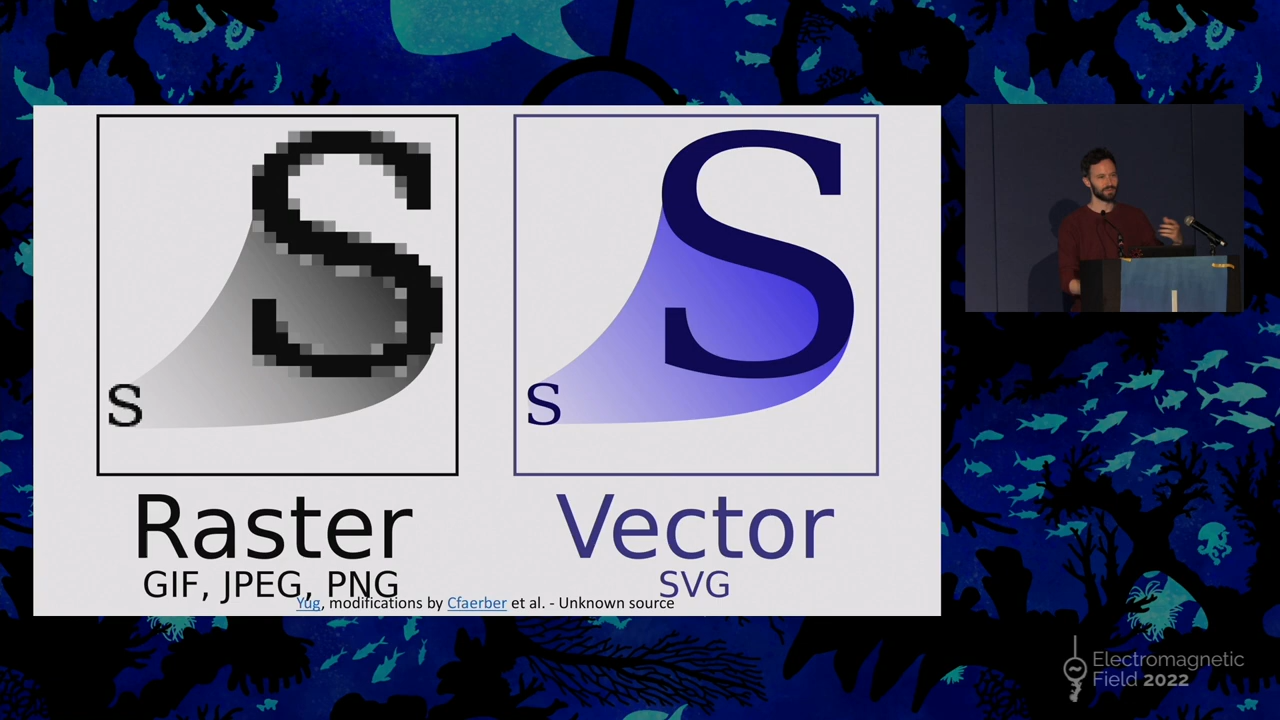 S
S
Raster
GIF, JPEG, PNG
S
S
Vector
SVG
Yug, modifications by Cfaerber et al. - Unknown source
Electromagnetic
Field 2022